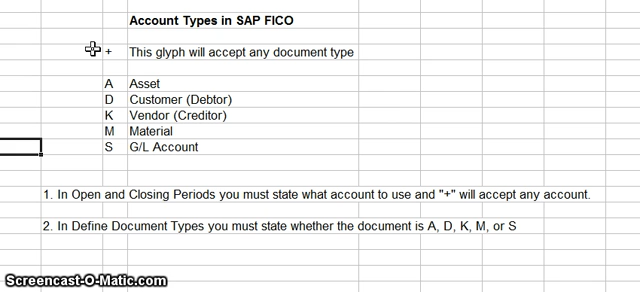 Account Types in SAP FICO
+ This glyph will accept any document type
A Asset
D Customer (Debtor)
K Vendor (Creditor)
M Material
S G/L Account
1. In Open and Closing Periods you must state what account to use and "+" will accept any account.
2. In Define Document Types you must state whether the document is A, D, K, M, or S
Screencast-O-Matic.com